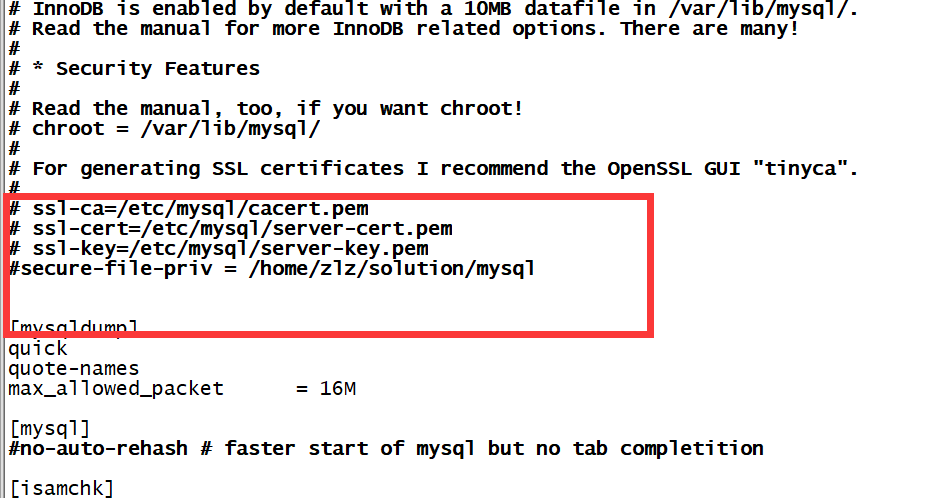 # InnoDB is enabled by default with a 10MB datafile in /var/lib/mysql/.
# Read the manual for more InnoDB related options. There are many!
#
# * Security Features
#
# Read the manual, too, if you want chroot!
# chroot = /var/lib/mysql/
#
# For generating SSL certificates I recommend the OpenSSL GUI "tinyca".
#
# ssl-ca=/etc/mysql/cacert.pem
# ssl-cert=/etc/mysql/server-cert.pem
# ssl-key=/etc/mysql/server-key.pem
#secure-file-priv = /home/zlz/solution/mysql
[mysqldump]
quick
quote-names
max_allowed_packet      = 16M
[mysql]
#no-auto-rehash # faster start of mysql but no tab completition
[isamchk]